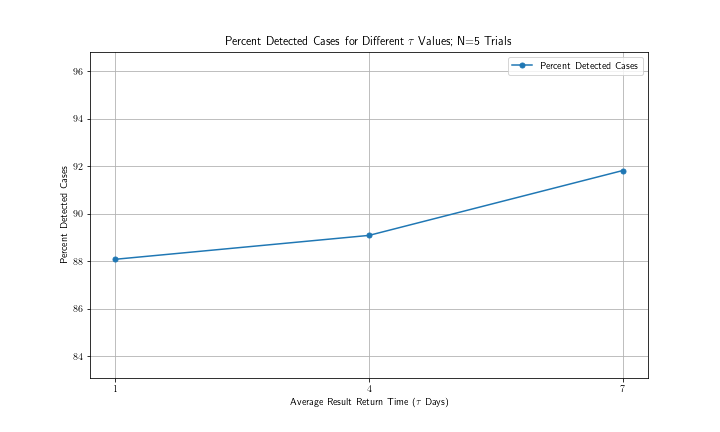 Percent Detected Cases for Different τ Values; N=5 Trials
Percent Detected Cases
96
94
92
90
88
86
84
Percent Detected Cases
1
4
7
Average Result Return Time (τ Days)